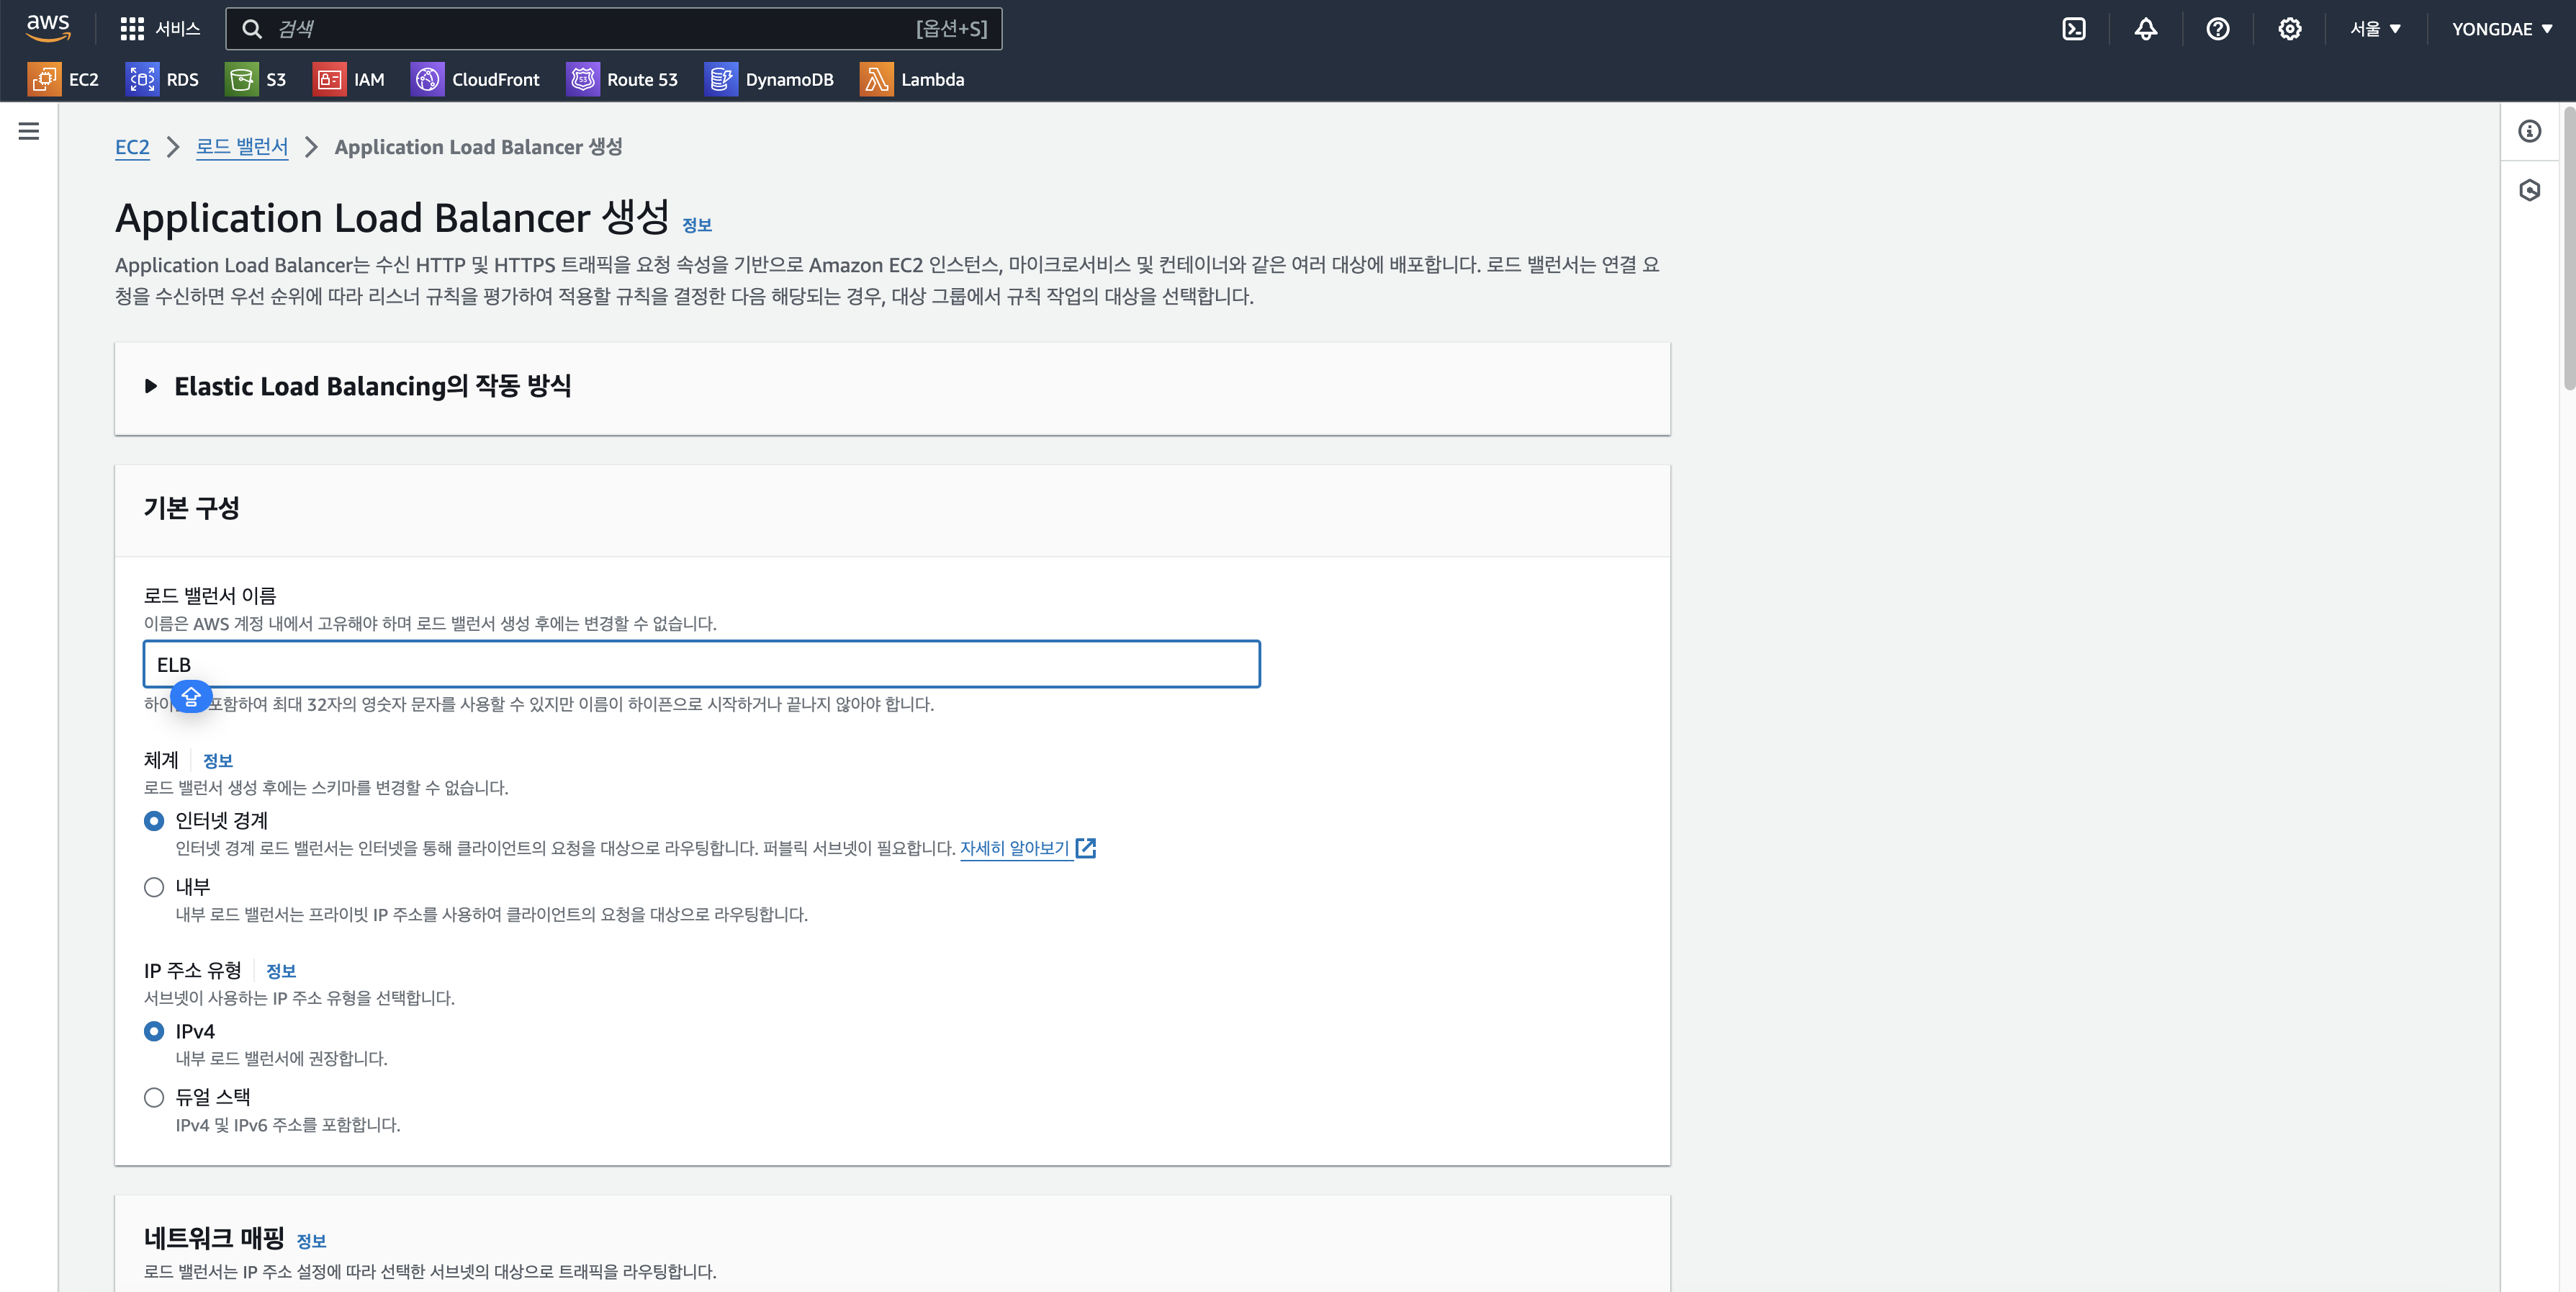 aws
서비스
검색
[옵션+S]
서울 ▼
YONGDAE ▼
EC2
RDS
S3
IAM
CloudFront
Route 53
DynamoDB
Lambda
EC2 > 로드 밸런서 > Application Load Balancer 생성
Application Load Balancer 생성 정보
Application Load Balancer는 수신 HTTP 및 HTTPS 트래픽을 요청 속성을 기반으로 Amazon EC2 인스턴스, 마이크로서비스 및 컨테이너와 같은 여러 대상에 배포합니다. 로드 밸런서는 연결 요
청을 수신하면 우선 순위에 따라 리스너 규칙을 평가하여 적용할 규칙을 결정한 다음 해당되는 경우, 대상 그룹에서 규칙 작업의 대상을 선택합니다.
Elastic Load Balancing의 작동 방식
기본 구성
로드 밸런서 이름
이름은 AWS 계정 내에서 고유해야 하며 로드 밸런서 생성 후에는 변경할 수 없습니다.
ELB
하이 포함하여 최대 32자의 영숫자 문자를 사용할 수 있지만 이름이 하이픈으로 시작하거나 끝나지 않아야 합니다.
체계 정보
로드 밸런서 생성 후에는 스키마를 변경할 수 없습니다.
인터넷 경계
인터넷 경계 로드 밸런서는 인터넷을 통해 클라이언트의 요청을 대상으로 라우팅합니다. 퍼블릭 서브넷이 필요합니다. 자세히 알아보기
내부
내부 로드 밸런서는 프라이빗 IP 주소를 사용하여 클라이언트의 요청을 대상으로 라우팅합니다.
IP 주소 유형 정보
서브넷이 사용하는 IP 주소 유형을 선택합니다.
IPv4
내부 로드 밸런서에 권장합니다.
듀얼 스택
IPv4 및 IPv6 주소를 포함합니다.
네트워크 매핑 정보
로드 밸런서는 IP 주소 설정에 따라 선택한 서브넷의 대상으로 트래픽을 라우팅합니다.